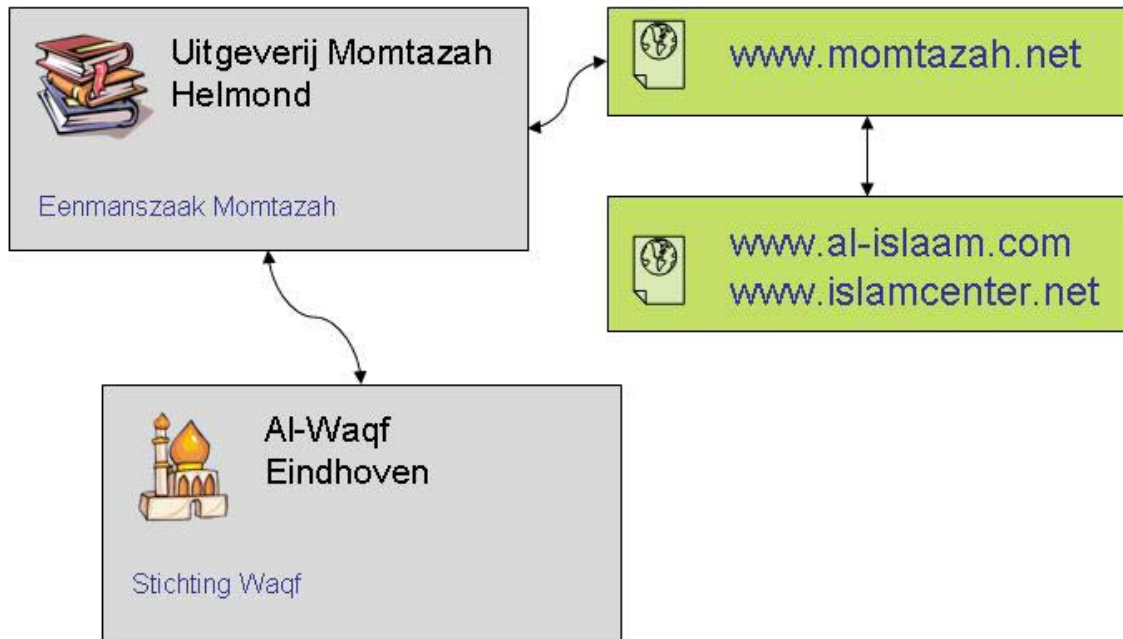 Uitgeverij Momtazah
Helmond
Eenmanszaak Momtazah
www.momtazah.net
www.al-islaam.com
www.islamcenter.net
Al-Waqf
Eindhoven
Stichting Waqf